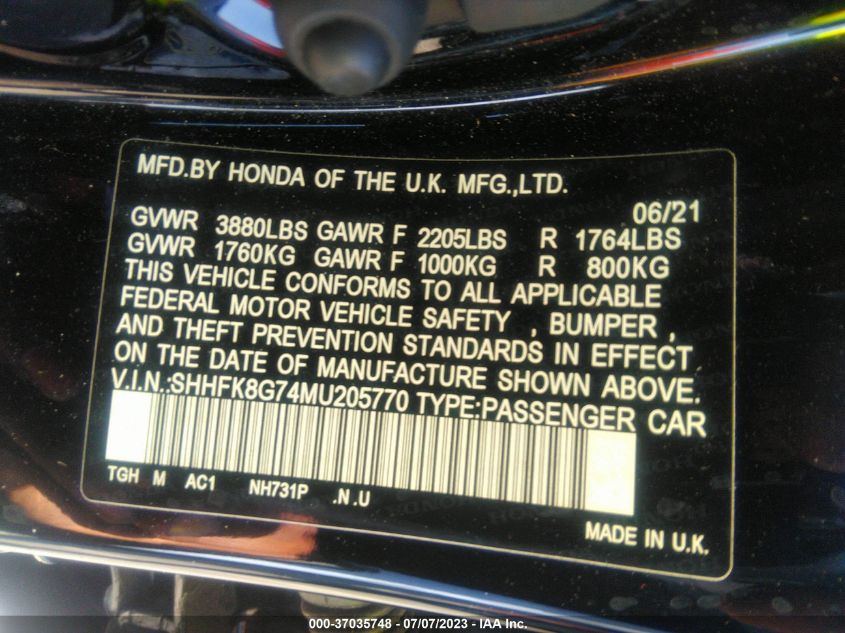 MFD.BY HONDA OF THE U.K. MFG.,LTD.
06/21
GVWR 3880LBS GAWR F 2205LBS R 1764LBS
GVWR 1760KG GAWR F 1000KG R 800KG
THIS VEHICLE CONFORMS TO ALL APPLICABLE
FEDERAL MOTOR VEHICLE SAFETY , BUMPER ,
AND THEFT PREVENTION STANDARDS IN EFFECT
ON THE DATE OF MANUFACTURE SHOWN ABOVE.
V.I.N.:SHHFK8G74MU205770 TYPE:PASSENGER CAR
TGH M AC1 NH731P .N .U
MADE IN U.K.
000-37035748 - 07/07/2023 - IAA Inc.